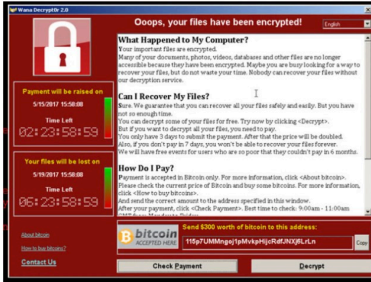 Wana Decrypt0r 2.0
Ooops, your files have been encrypted!
English
What Happened to My Computer?
Your important files are encrypted.
Many of your documents, photos, videos, databases and other files are no longer
accessible because they have been encrypted. Maybe you are busy looking for a way to
recover your files, but do not waste your time. Nobody can recover your files without
our decryption service.
Can I Recover My Files?
Sure. We guarantee that you can recover all your files safely and easily. But you have
not so enough time.
You can decrypt some of your files for free. Try now by clicking <Decrypt>.
But if you want to decrypt all your files, you need to pay.
You only have 3 days to submit the payment. After that the price will be doubled.
Also, if you don't pay in 7 days, you won't be able to recover your files forever.
We will have free events for users who are so poor that they couldn't pay in 6 months.
How Do I Pay?
Payment is accepted in Bitcoin only. For more information, click <About bitcoin>.
Please check the current price of Bitcoin and buy some bitcoins. For more information,
click <How to buy bitcoins>.
And send the correct amount to the address specified in this window.
After your payment, click <Check Payment>. Best time to check: 9:00am - 11:00am
Payment will be raised on
5/15/2017 15:58:08
Time Left
02:23:58:59
Your files will be lost on
5/19/2017 15:58:08
Time Left
06:23:58:59
About bitcoin
How to buy bitcoins?
Contact Us
bitcoin
ACCEPTED HERE
Send $300 worth of bitcoin to this address:
Copy
Check Payment
Decrypt